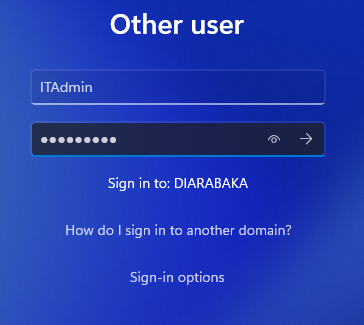 Other user
ITAdmin
●●●●●●●●●
Sign in to: DIARABAKA
How do I sign in to another domain?
Sign-in options